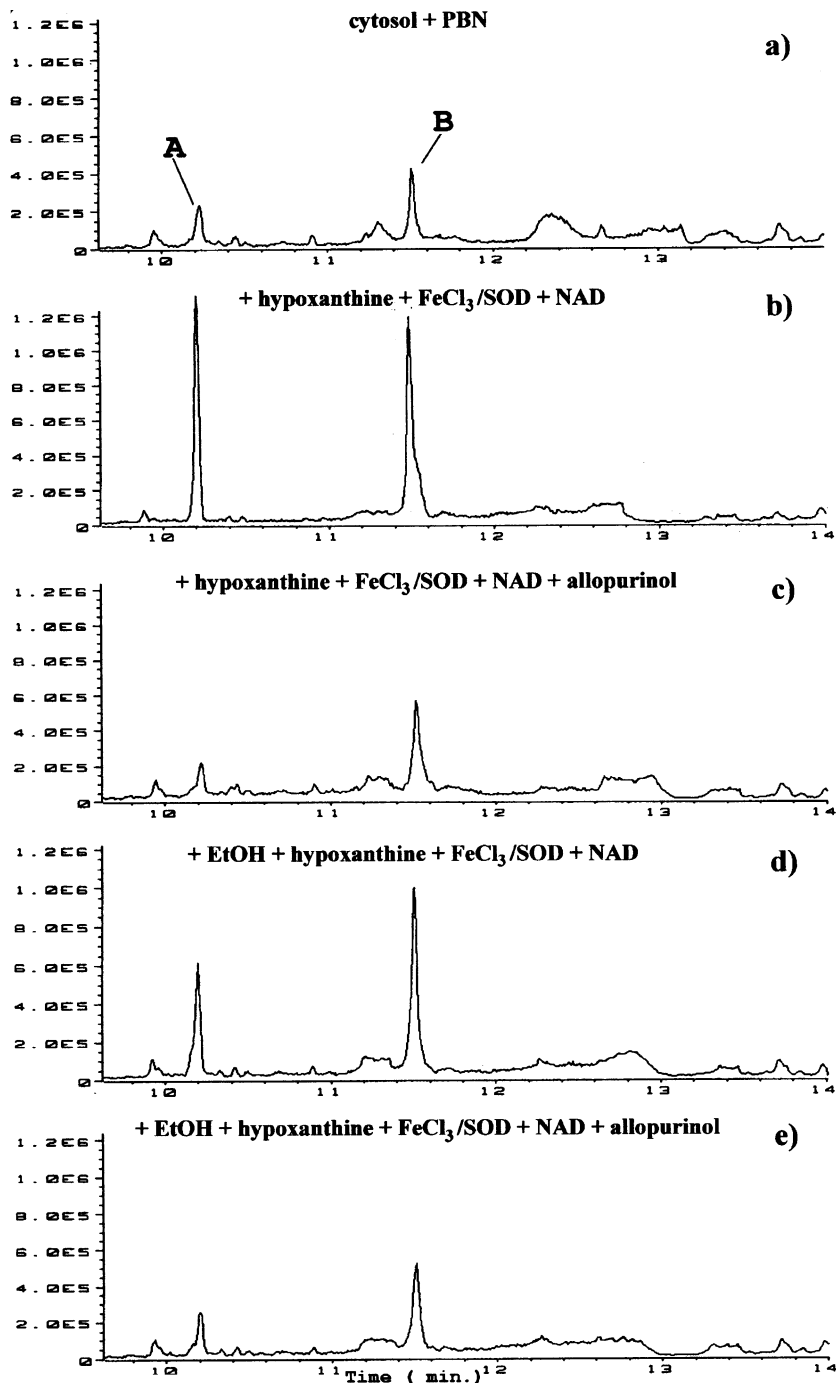 cytosol + PBN
a)
1.2E6
1.0E6
8.0E5
6.0E5
4.0E5
2.0E5
0
A
B
10 11 12 13
+ hypoxanthine + FeCl3/SOD + NAD
b)
1.2E6
1.0E6
8.0E5
6.0E5
4.0E5
2.0E5
0
10 11 12 13 14
+ hypoxanthine + FeCl3/SOD + NAD + allopurinol
c)
1.2E6
1.0E6
8.0E5
6.0E5
4.0E5
2.0E5
0
10 11 12 13 14
+ EtOH + hypoxanthine + FeCl3/SOD + NAD
d)
1.2E6
1.0E6
8.0E5
6.0E5
4.0E5
2.0E5
0
10 11 12 13 14
+ EtOH + hypoxanthine + FeCl3/SOD + NAD + allopurinol
e)
1.2E6
1.0E6
8.0E5
6.0E5
4.0E5
2.0E5
0
10 11 12 13 14
Time ( min.)